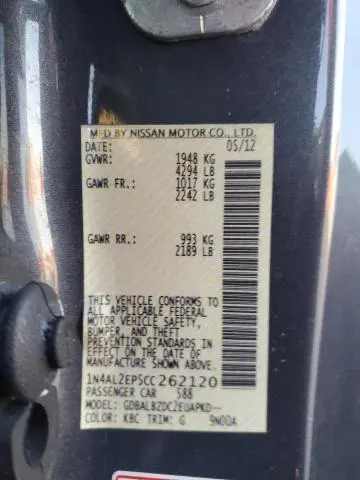 MFD BY NISSAN MOTOR CO., LTD.
DATE: 05/12
GVWR: 1948 KG
4294 LB
GAWR FR.: 1017 KG
2242 LB
GAWR RR.: 993 KG
2189 LB
THIS VEHICLE CONFORMS TO
ALL APPLICABLE FEDERAL
MOTOR VEHICLE SAFETY,
BUMPER, AND THEFT
PREVENTION STANDARDS
IN EFFECT ON THE DATE OF
MANUFACTURE SHOWN ABOVE.
1N4AL2EP5CC262120
PASSENGER CAR 588
MODEL: GDBALBZDC2EUAPKD--
COLOR: KBC TRIM: G 9N00A